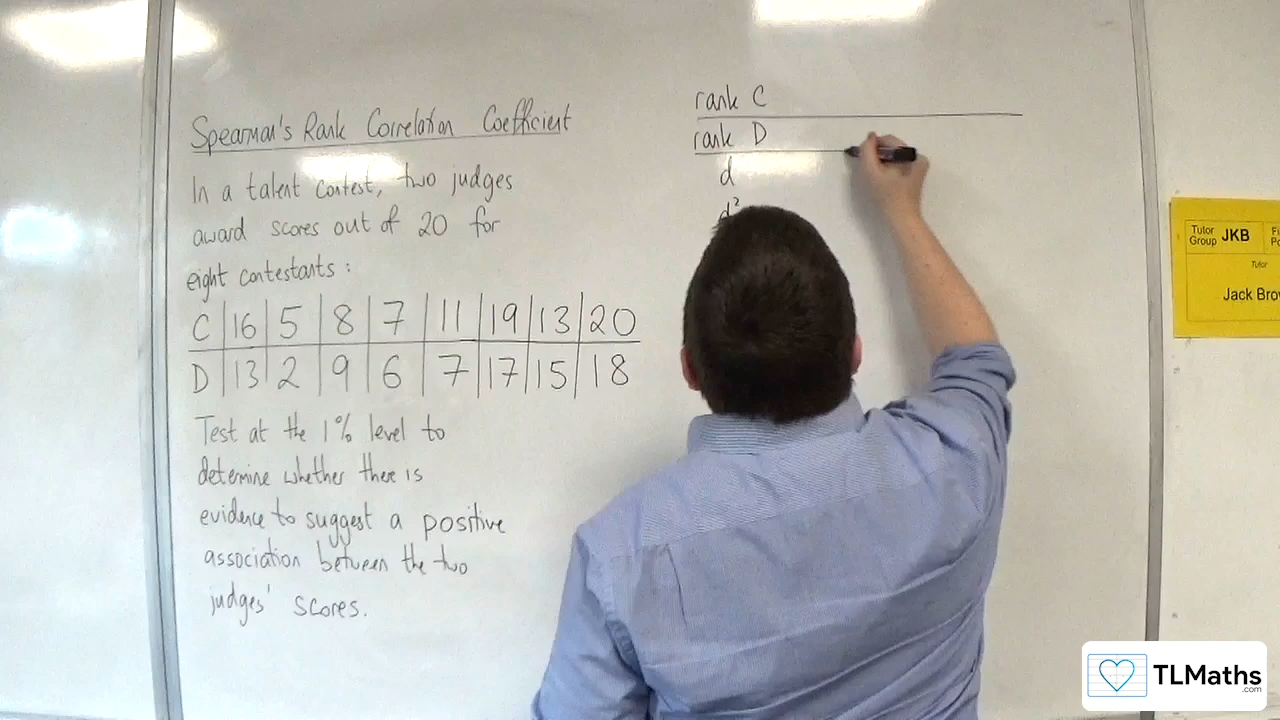 Spearman's Rank Correlation Coefficient
In a talent contest, two judges
award scores out of 20 for
eight contestants:
C 16 5 8 7 11 19 13 20
D 13 2 9 6 7 17 15 18
Test at the 1% level to
determine whether there is
evidence to suggest a positive
association between the two
judges' scores.
rank C
rank D
d
d²
Tutor
Group JKB
Tutor
Jack
TLMaths
.com